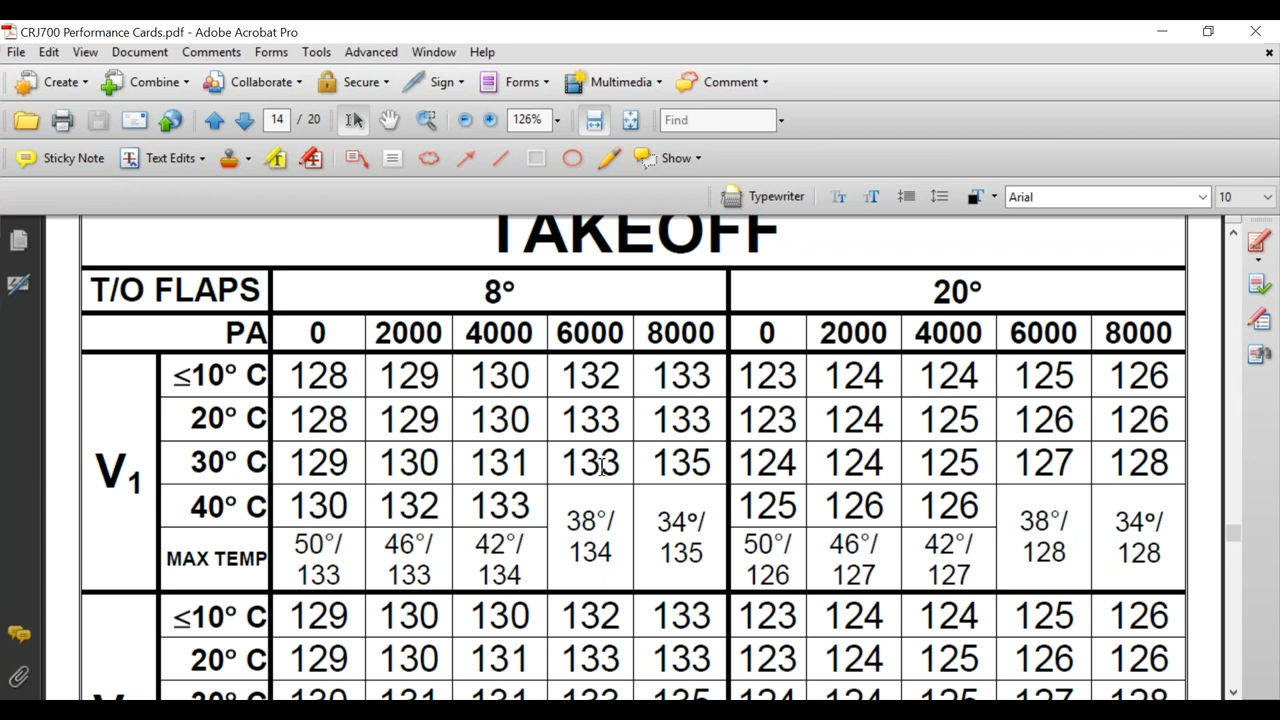 CRJ700 Performance Cards.pdf - Adobe Acrobat Pro
File Edit View Document Comments Forms Tools Advanced Window Help
Create Combine Collaborate Secure Sign Forms Multimedia Comment
14 / 20 126% Find
Sticky Note Text Edits Show
Typewriter Arial 10
TAKEOFF
T/O FLAPS 8° 20°
PA 0 2000 4000 6000 8000 0 2000 4000 6000 8000
≤10° C 128 129 130 132 133 123 124 124 125 126
20° C 128 129 130 133 133 123 124 125 126 126
V1 30° C 129 130 131 133 135 124 124 125 127 128
40° C 130 132 133 38°/ 34°/ 125 126 126 38°/ 34°/
134 135 128 128
MAX TEMP 50°/ 46°/ 42°/ 50°/ 46°/ 42°/
133 133 134 126 127 127
≤10° C 129 130 130 132 133 123 124 124 125 126
20° C 129 130 131 133 133 123 124 125 126 126